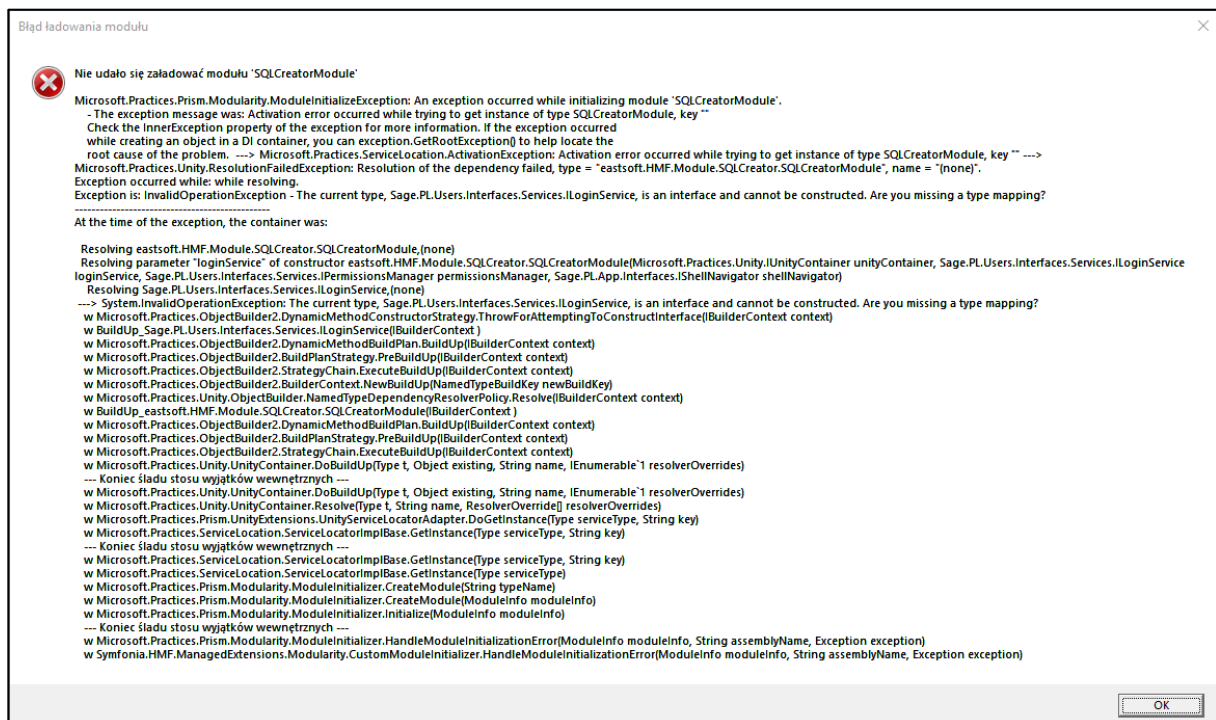 Błąd ładowania modułu
Nie udało się załadować modułu 'SQLCreatorModule'
Microsoft.Practices.Prism.Modularity.ModuleInitializeException: An exception occurred while initializing module 'SQLCreatorModule'.
- The exception message was: Activation error occurred while trying to get instance of type SQLCreatorModule, key ""
Check the InnerException property of the exception for more information. If the exception occurred
while creating an object in a DI container, you can exception.GetRootException() to help locate the
root cause of the problem. ---> Microsoft.Practices.ServiceLocation.ActivationException: Activation error occurred while trying to get instance of type SQLCreatorModule, key "" --->
Microsoft.Practices.Unity.ResolutionFailedException: Resolution of the dependency failed, type = "eastsoft.HMF.Module.SQLCreator.SQLCreatorModule", name = "(none)".
Exception occurred while: while resolving.
Exception is: InvalidOperationException - The current type, Sage.PL.Users.Interfaces.Services.ILoginService, is an interface and cannot be constructed. Are you missing a type mapping?
-----------------------------------------------
At the time of the exception, the container was:
Resolving eastsoft.HMF.Module.SQLCreator.SQLCreatorModule,(none)
Resolving parameter "loginService" of constructor eastsoft.HMF.Module.SQLCreator.SQLCreatorModule(Microsoft.Practices.Unity.IUnityContainer unityContainer, Sage.PL.Users.Interfaces.Services.ILoginService
loginService, Sage.PL.Users.Interfaces.Services.IPermissionsManager permissionsManager, Sage.PL.App.Interfaces.IShellNavigator shellNavigator)
Resolving Sage.PL.Users.Interfaces.Services.ILoginService,(none)
---> System.InvalidOperationException: The current type, Sage.PL.Users.Interfaces.Services.ILoginService, is an interface and cannot be constructed. Are you missing a type mapping?
w Microsoft.Practices.ObjectBuilder2.DynamicMethodConstructorStrategy.ThrowForAttemptingToConstructInterface(IBuilderContext context)
w BuildUp_Sage.PL.Users.Interfaces.Services.ILoginService(IBuilderContext )
w Microsoft.Practices.ObjectBuilder2.DynamicMethodBuildPlan.BuildUp(IBuilderContext context)
w Microsoft.Practices.ObjectBuilder2.BuildPlanStrategy.PreBuildUp(IBuilderContext context)
w Microsoft.Practices.ObjectBuilder2.StrategyChain.ExecuteBuildUp(IBuilderContext context)
w Microsoft.Practices.ObjectBuilder2.BuilderContext.NewBuildUp(NamedTypeBuildKey newBuildKey)
w Microsoft.Practices.Unity.ObjectBuilder.NamedTypeDependencyResolverPolicy.Resolve(IBuilderContext context)
w BuildUp_eastsoft.HMF.Module.SQLCreator.SQLCreatorModule(IBuilderContext )
w Microsoft.Practices.ObjectBuilder2.DynamicMethodBuildPlan.BuildUp(IBuilderContext context)
w Microsoft.Practices.ObjectBuilder2.BuildPlanStrategy.PreBuildUp(IBuilderContext context)
w Microsoft.Practices.ObjectBuilder2.StrategyChain.ExecuteBuildUp(IBuilderContext context)
w Microsoft.Practices.Unity.UnityContainer.DoBuildUp(Type t, Object existing, String name, IEnumerable`1 resolverOverrides)
--- Koniec śladu stosu wyjątków wewnętrznych ---
w Microsoft.Practices.Unity.UnityContainer.DoBuildUp(Type t, Object existing, String name, IEnumerable`1 resolverOverrides)
w Microsoft.Practices.Unity.UnityContainer.Resolve(Type t, String name, ResolverOverride[] resolverOverrides)
w Microsoft.Practices.Prism.UnityExtensions.UnityServiceLocatorAdapter.DoGetInstance(Type serviceType, String key)
w Microsoft.Practices.ServiceLocation.ServiceLocatorImplBase.GetInstance(Type serviceType, String key)
--- Koniec śladu stosu wyjątków wewnętrznych ---
w Microsoft.Practices.ServiceLocation.ServiceLocatorImplBase.GetInstance(Type serviceType, String key)
w Microsoft.Practices.ServiceLocation.ServiceLocatorImplBase.GetInstance(Type serviceType)
w Microsoft.Practices.Prism.Modularity.ModuleInitializer.CreateModule(String typeName)
w Microsoft.Practices.Prism.Modularity.ModuleInitializer.CreateModule(ModuleInfo moduleInfo)
w Microsoft.Practices.Prism.Modularity.ModuleInitializer.Initialize(ModuleInfo moduleInfo)
--- Koniec śladu stosu wyjątków wewnętrznych ---
w Microsoft.Practices.Prism.Modularity.ModuleInitializer.HandleModuleInitializationError(ModuleInfo moduleInfo, String assemblyName, Exception exception)
w Symfonia.HMF.ManagedExtensions.Modularity.CustomModuleInitializer.HandleModuleInitializationError(ModuleInfo moduleInfo, String assemblyName, Exception exception)
OK